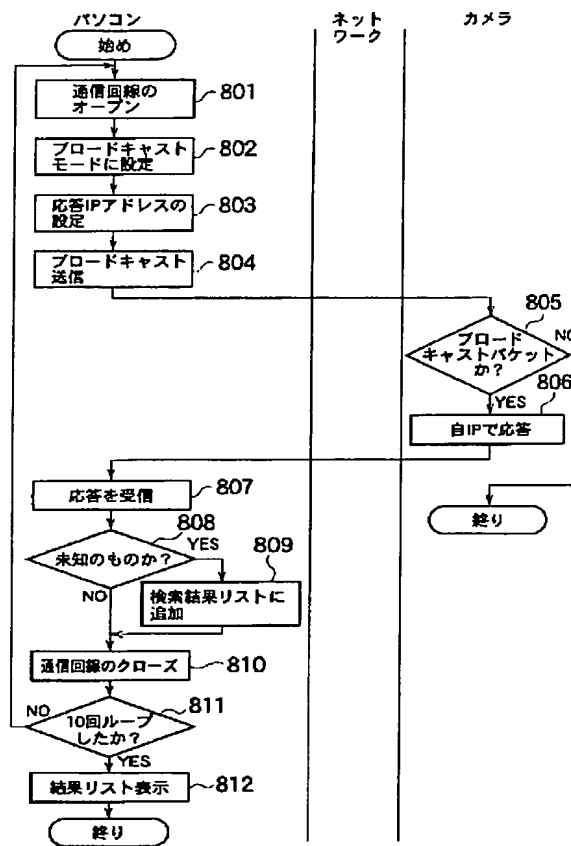 パソコン
ネット
ワーク
カメラ
始め
通信回線の
オープン
801
ブロードキャスト
モードに設定
802
応答IPアドレスの
設定
803
ブロードキャスト
送信
804
805
ブロード
キャストパケット
か？
NO
YES
806
自IPで応答
応答を受信
807
終り
808
未知のものか？
YES
NO
809
検索結果リストに
追加
通信回線のクローズ
810
NO
811
10回ループ
したか？
YES
結果リスト表示
812
終り